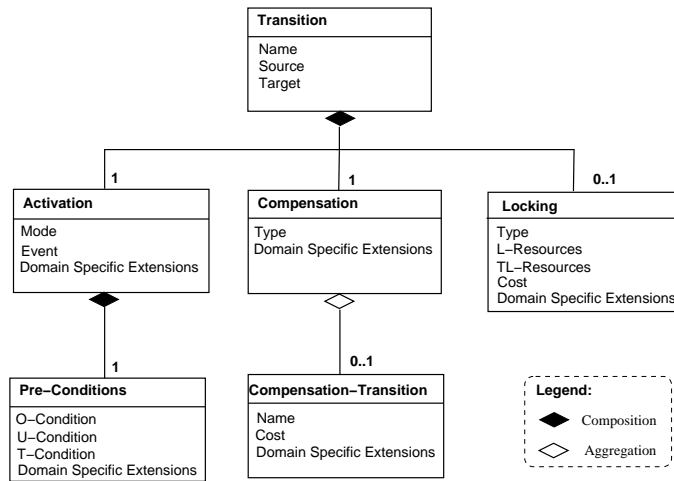 Transition
Name
Source
Target
1
1
0..1
Activation
Mode
Event
Domain Specific Extensions
Compensation
Type
Domain Specific Extensions
Locking
Type
L–Resources
TL–Resources
Cost
Domain Specific Extensions
1
0..1
Pre–Conditions
O–Condition
U–Condition
T–Condition
Domain Specific Extensions
Compensation–Transition
Name
Cost
Domain Specific Extensions
Legend:
Composition
Aggregation